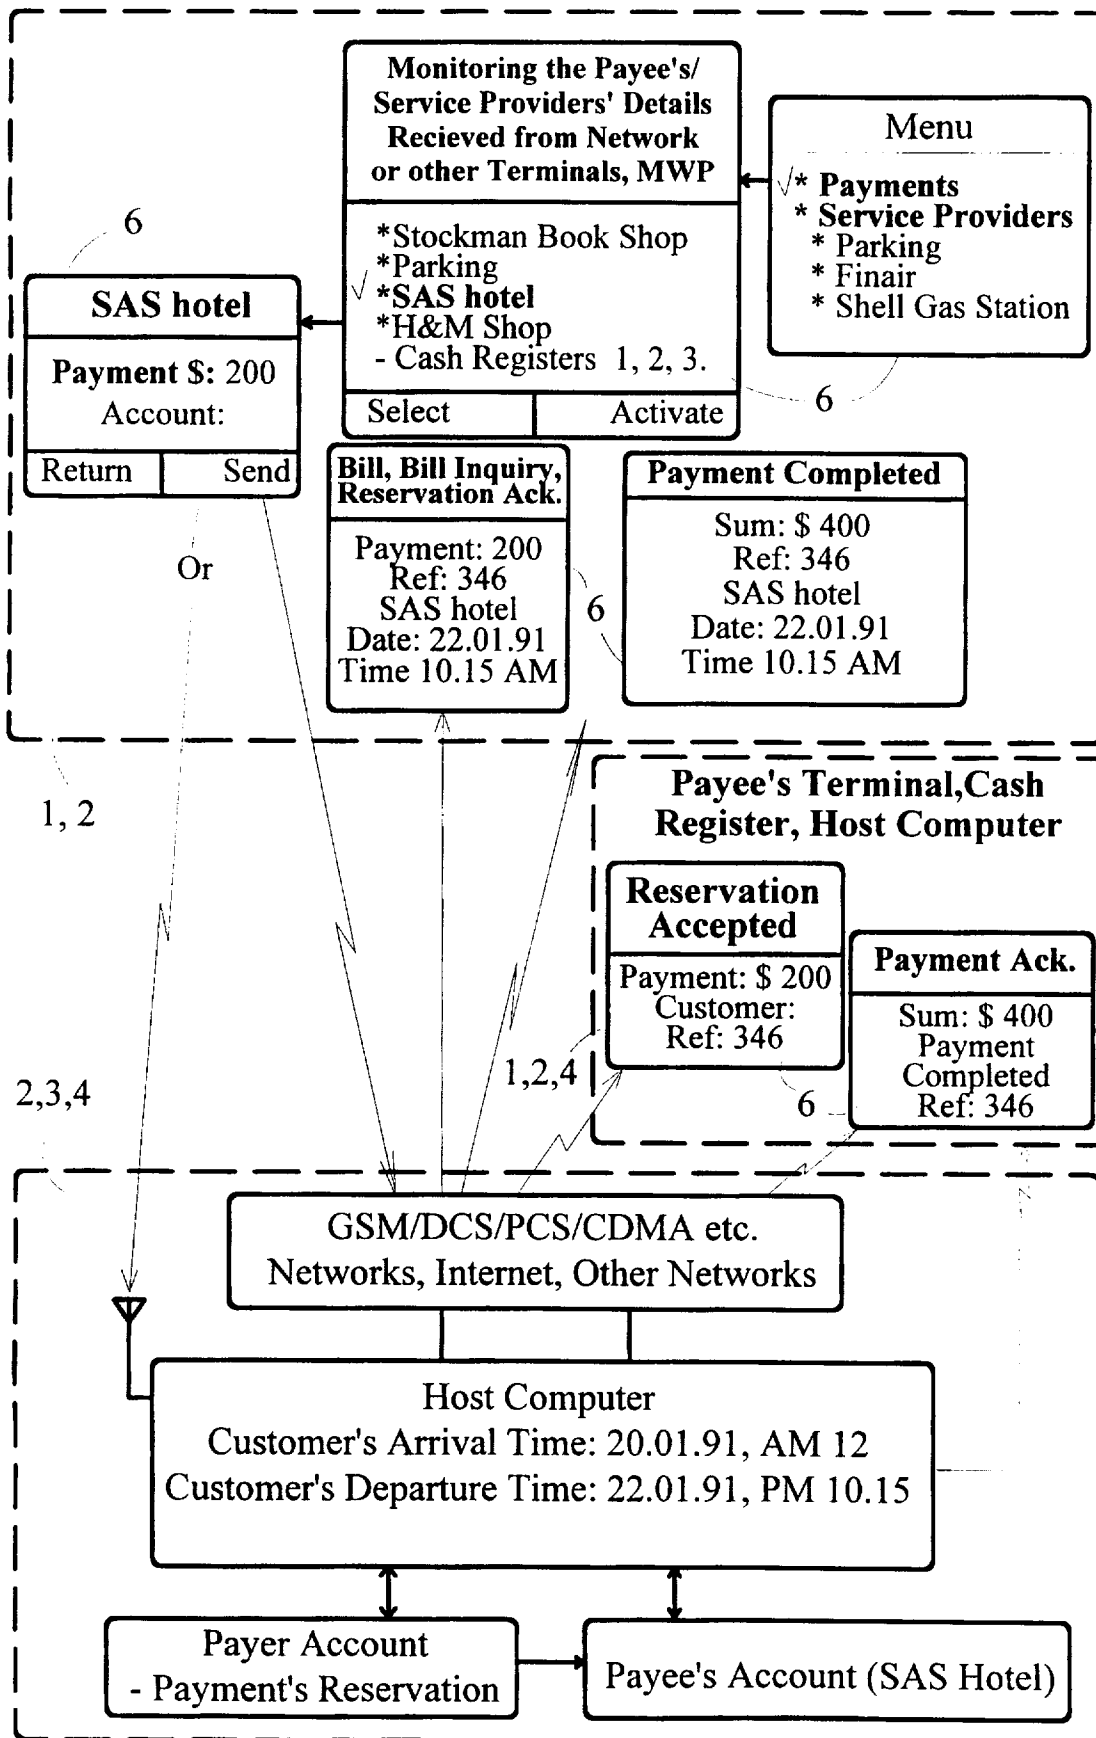 Monitoring the Payee's/
Service Providers' Details
Recieved from Network
or other Terminals, MWP
*Stockman Book Shop
*Parking
√ *SAS hotel
*H&M Shop
- Cash Registers 1, 2, 3.
Select Activate
Menu
√* Payments
* Service Providers
* Parking
* Finair
* Shell Gas Station
6
6
SAS hotel
Payment $: 200
Account:
Return Send
Or
Bill, Bill Inquiry,
Reservation Ack.
Payment: 200
Ref: 346
SAS hotel
Date: 22.01.91
Time 10.15 AM
6
Payment Completed
Sum: $ 400
Ref: 346
SAS hotel
Date: 22.01.91
Time 10.15 AM
1, 2
Payee's Terminal,Cash
Register, Host Computer
Reservation
Accepted
Payment: $ 200
Customer:
Ref: 346
Payment Ack.
Sum: $ 400
Payment
Completed
Ref: 346
1,2,4
6
2,3,4
GSM/DCS/PCS/CDMA etc.
Networks, Internet, Other Networks
Host Computer
Customer's Arrival Time: 20.01.91, AM 12
Customer's Departure Time: 22.01.91, PM 10.15
Payer Account
- Payment's Reservation
Payee's Account (SAS Hotel)